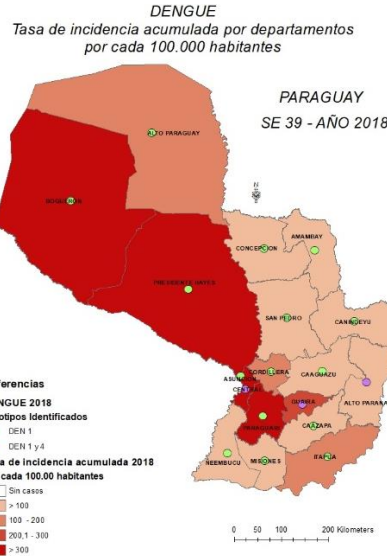 DENGUE
Tasa de incidencia acumulada por departamentos
por cada 100.000 habitantes
PARAGUAY
SE 39 - AÑO 2018
ALTO PARAGUAY
BOQUERON
N
AMAMBAY
CONCEPCION
PRESIDENTE HAYES
SAN PEDRO
CANINDEYU
CORDILLERA
ASUNCION
CAAGUAZU
CENTRAL
ALTO PARANA
GUAIRA
PARAGUARI
CAAZAPA
ÑEEMBUCU
MISIONES
ITAPUA
ferencias
NGUE 2018
otipos Identificados
DEN 1
DEN 1 y4
a de incidencia acumulada 2018
cada 100.00 habitantes
Sin casos
> 100
100 - 200
200,1 - 300
> 300
0 50 100 200 Kilometers